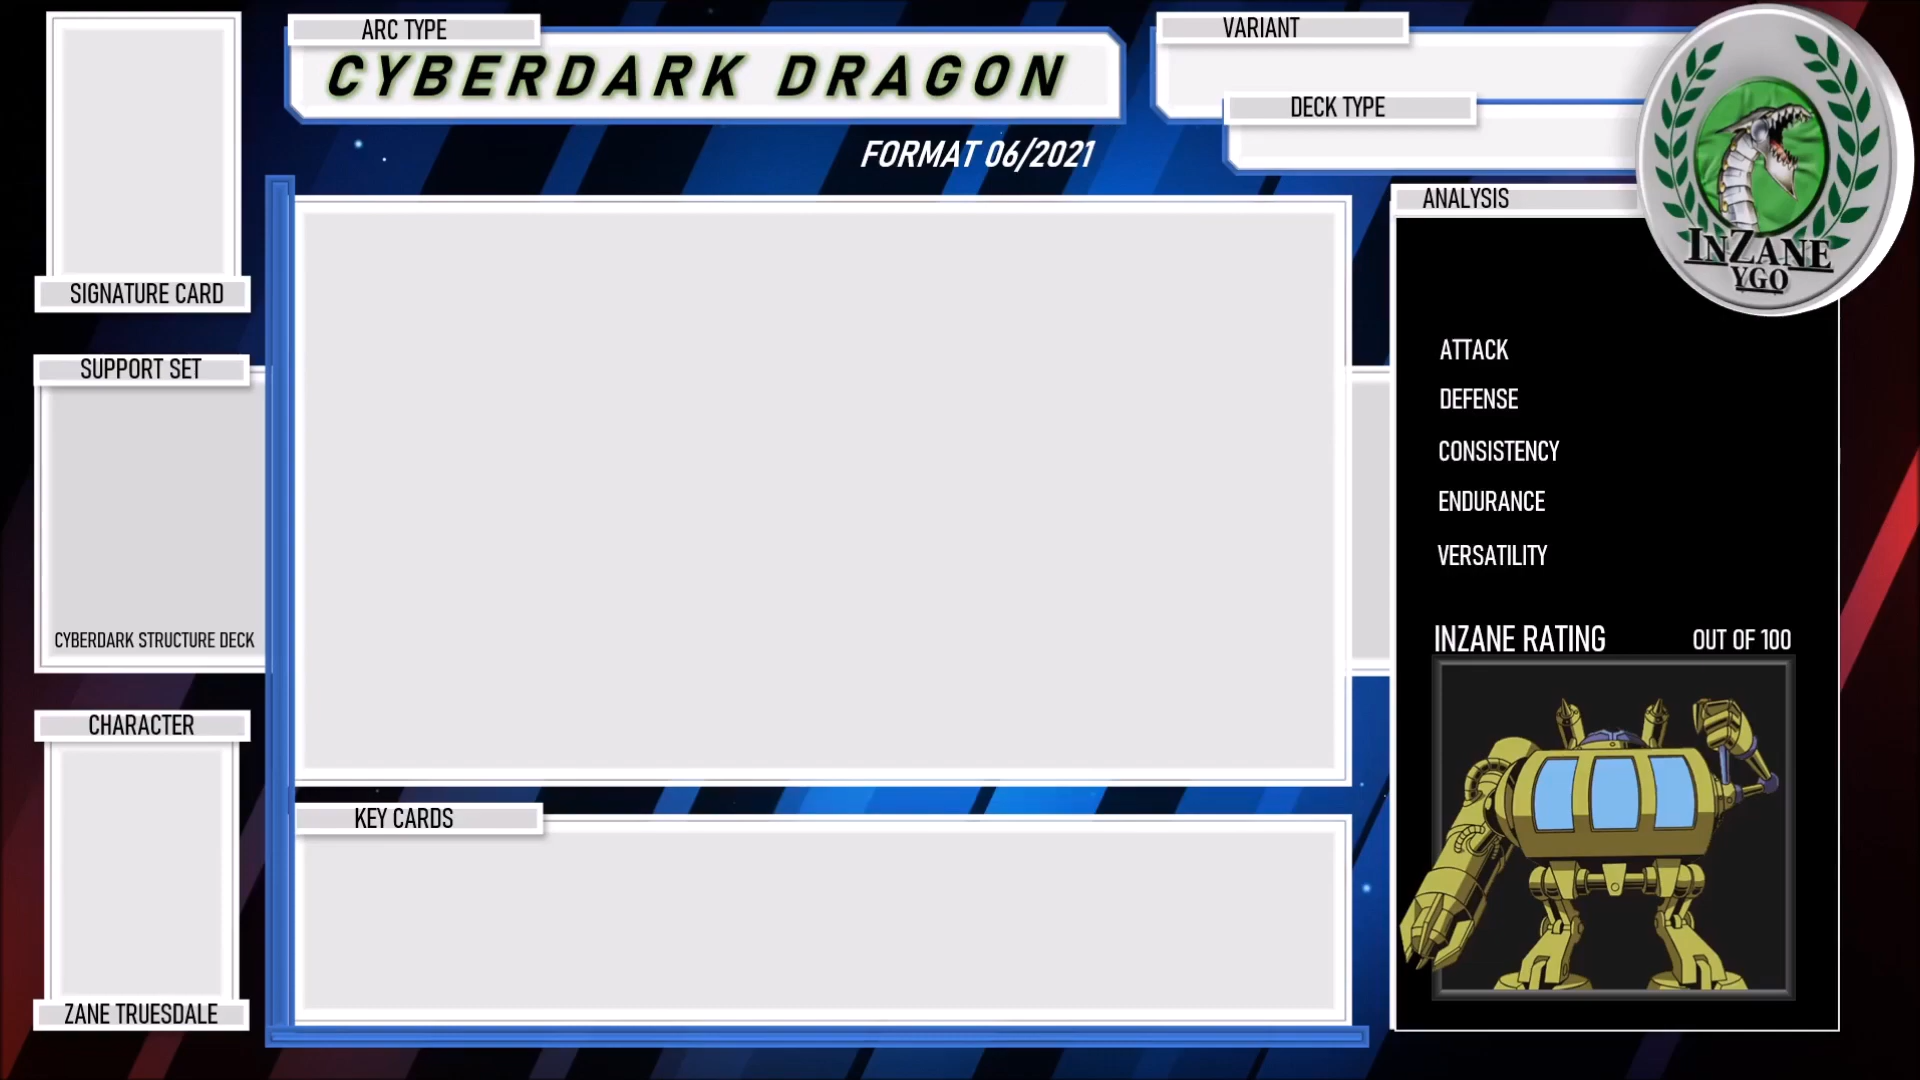 ARC TYPE
CYBERDARK DRAGON
FORMAT 06/2021
VARIANT
DECK TYPE
INZANE
YGO
SIGNATURE CARD
SUPPORT SET
CYBERDARK STRUCTURE DECK
CHARACTER
ZANE TRUESDALE
KEY CARDS
ANALYSIS
ATTACK
DEFENSE
CONSISTENCY
ENDURANCE
VERSATILITY
INZANE RATING OUT OF 100